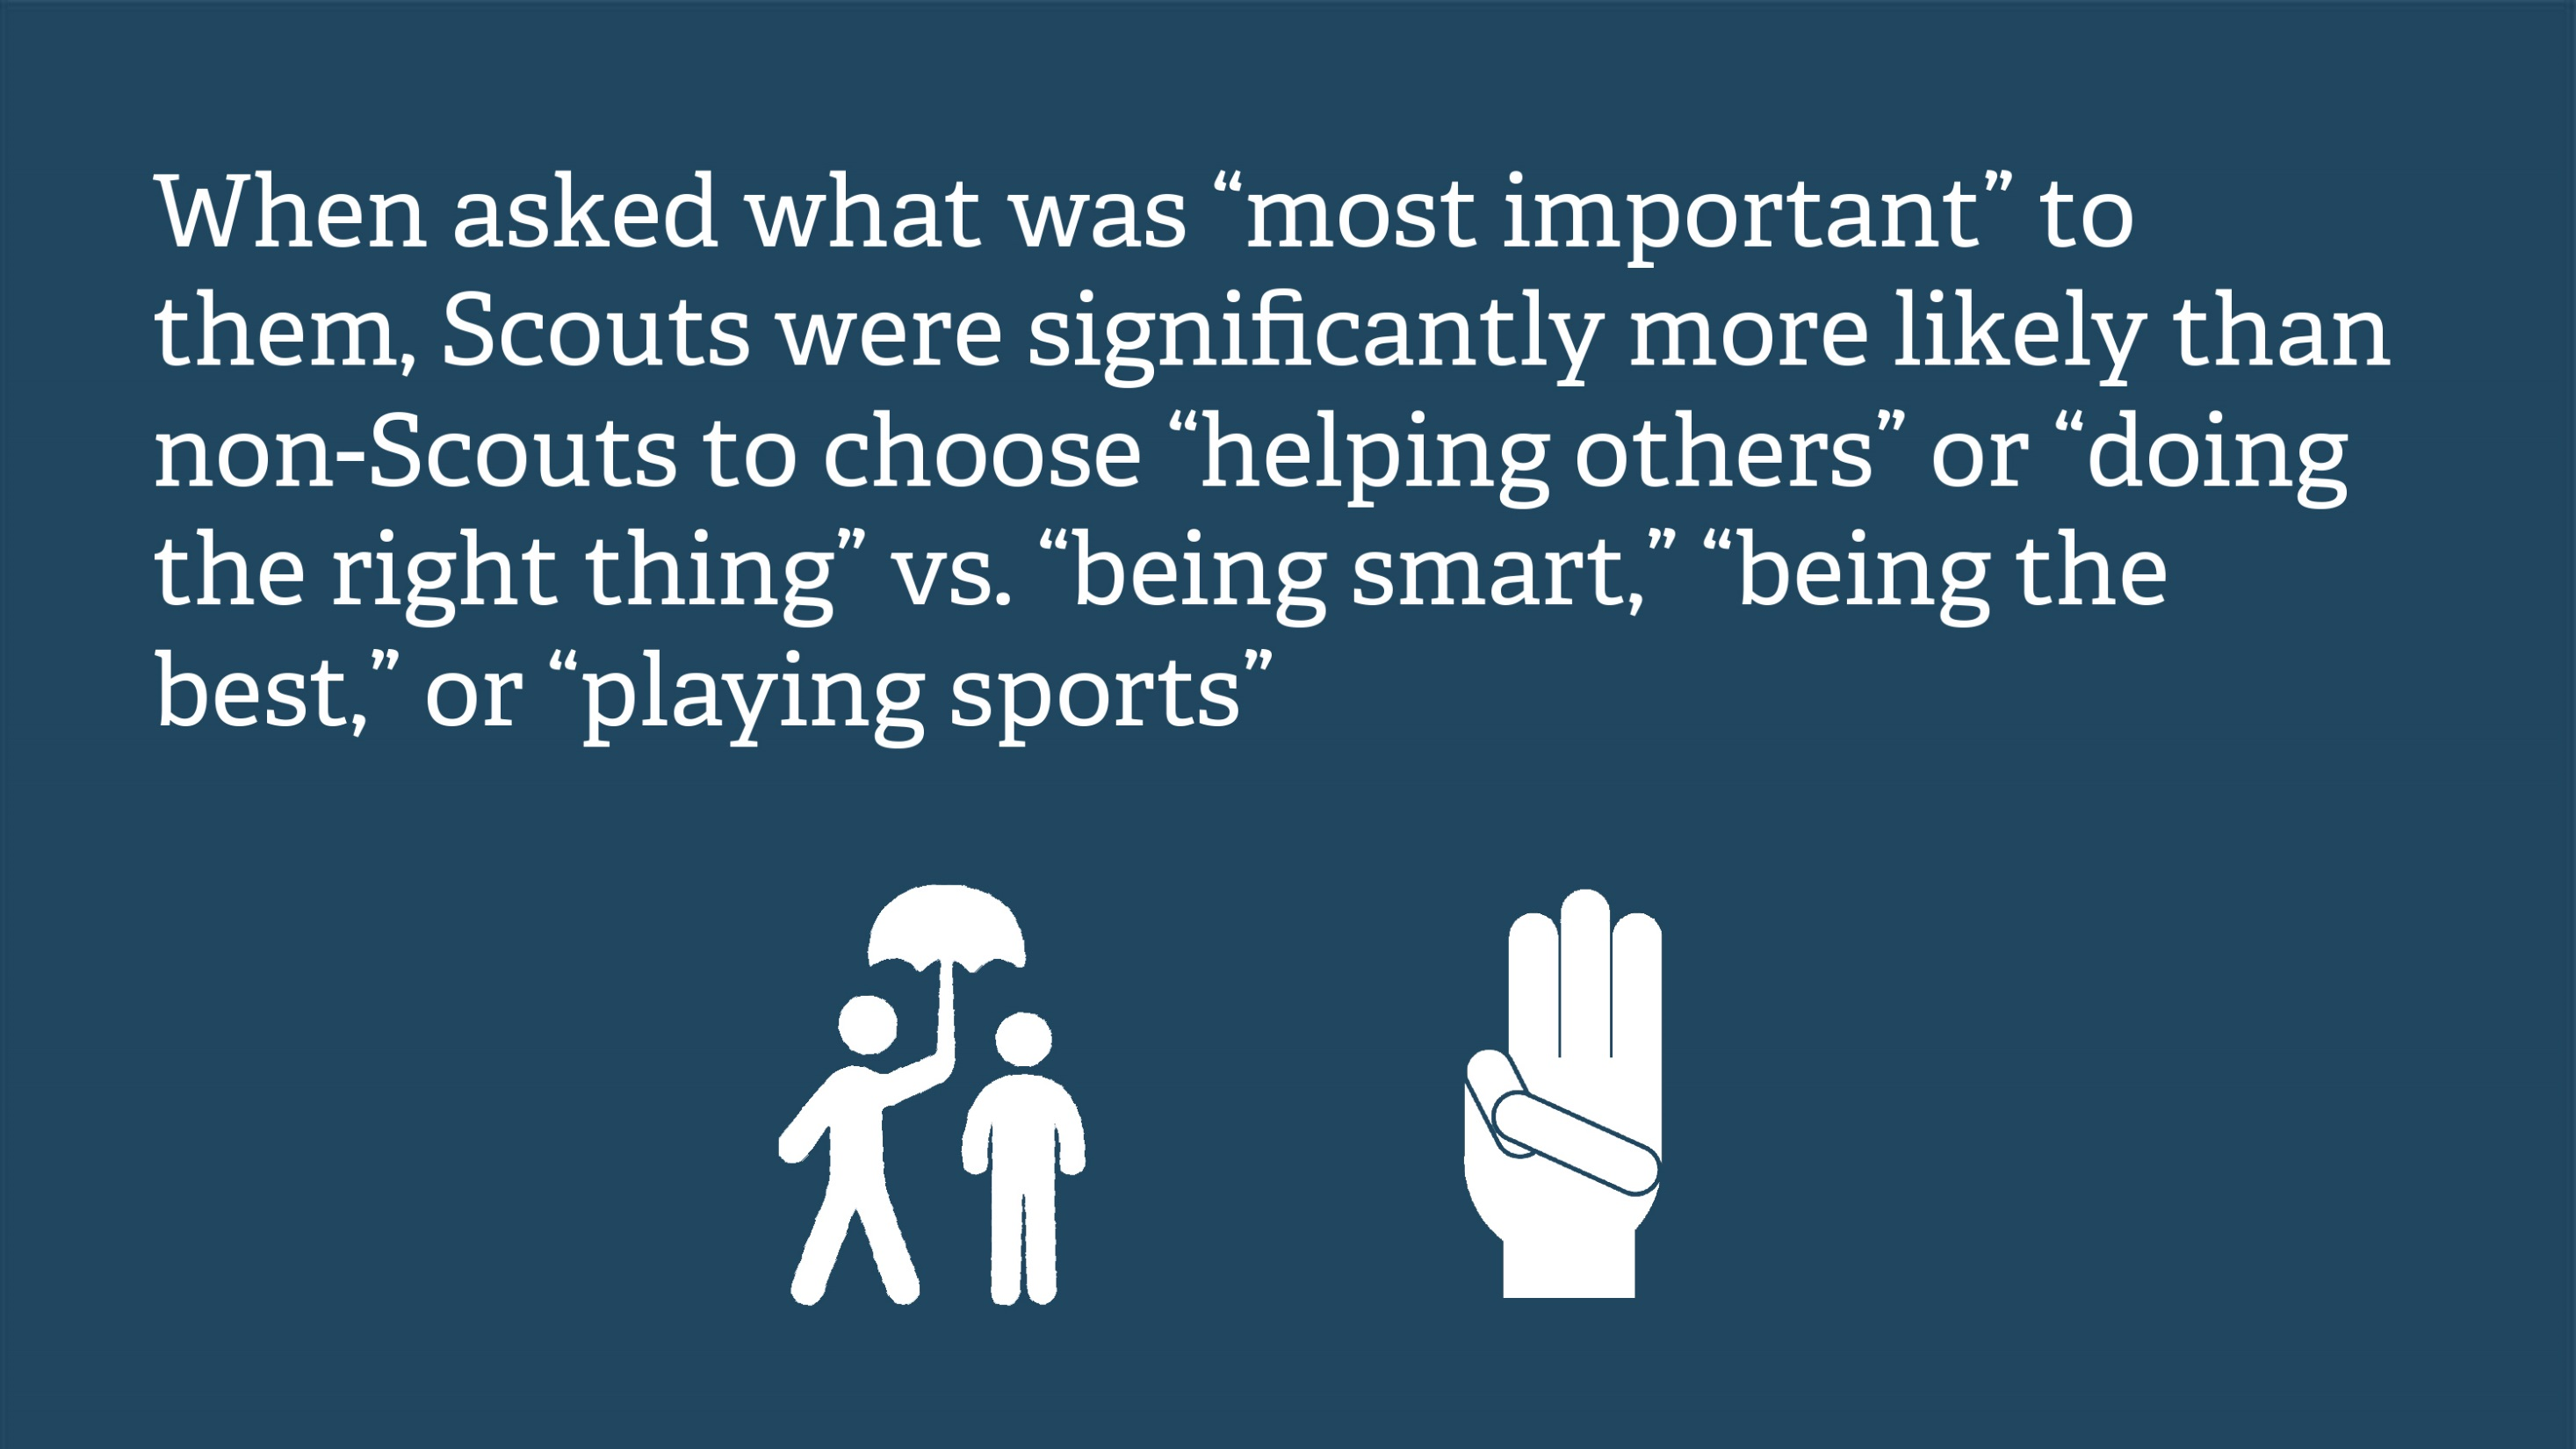 When asked what was “most important” to
them, Scouts were significantly more likely than
non-Scouts to choose “helping others” or “doing
the right thing” vs. “being smart,” “being the
best,” or “playing sports”